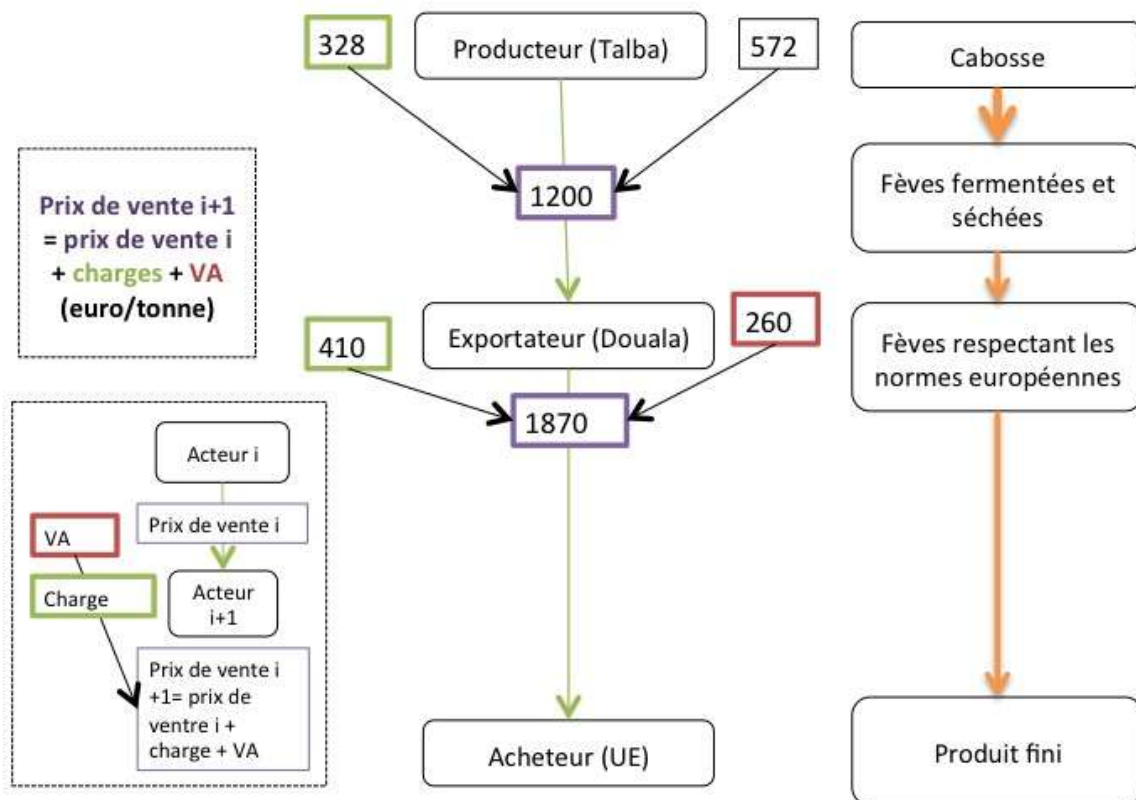 328
Producteur (Talba)
572
1200
Exportateur (Douala)
410
260
1870
Acheteur (UE)
Cabosse
Fèves fermentées et
séchées
Fèves respectant les
normes européennes
Produit fini
Prix de vente i+1
= prix de vente i
+ charges + VA
(euro/tonne)
Acteur i
Prix de vente i
VA
Charge
Acteur
i+1
Prix de vente i
+1= prix de
ventre i +
charge + VA